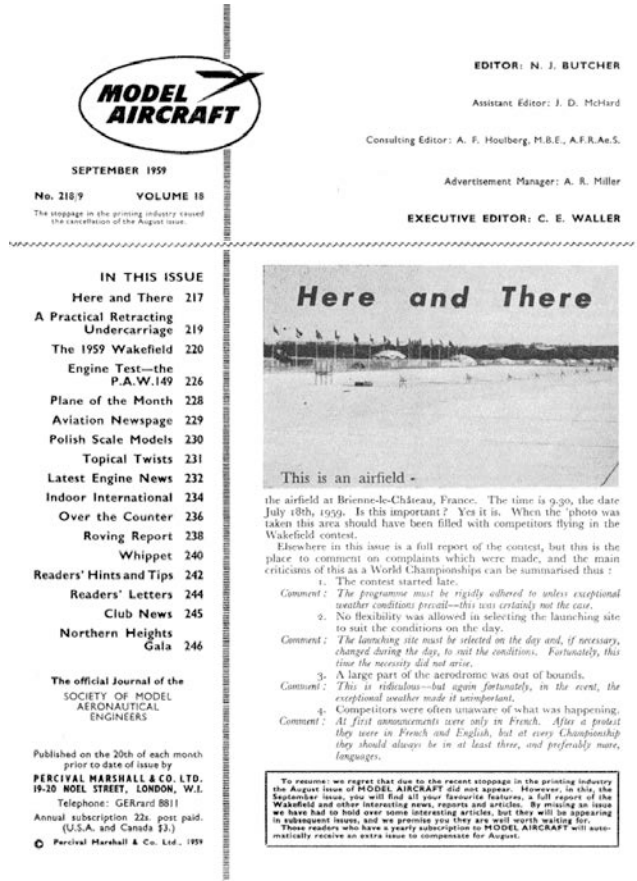 MODEL
AIRCRAFT
SEPTEMBER 1959
No. 218/9 VOLUME 18
The stoppage in the printing industry caused
the cancellation of the August issue.
EDITOR: N. J. BUTCHER
Assistant Editor: J. D. McHard
Consulting Editor: A. F. Houlberg, M.B.E., A.F.R.Ae.S.
Advertisement Manager: A. R. Miller
EXECUTIVE EDITOR: C. E. WALLER
IN THIS ISSUE
Here and There 217
A Practical Retracting
Undercarriage 219
The 1959 Wakefield 220
Engine Test—the
P.A.W.149 226
Plane of the Month 228
Aviation Newspage 229
Polish Scale Models 230
Topical Twists 231
Latest Engine News 232
Indoor International 234
Over the Counter 236
Roving Report 238
Whippet 240
Readers' Hints and Tips 242
Readers' Letters 244
Club News 245
Northern Heights
Gala 246
The official Journal of the
SOCIETY OF MODEL
AERONAUTICAL
ENGINEERS
Published on the 20th of each month
prior to date of issue by
PERCIVAL MARSHALL & CO. LTD.
19-20 NOEL STREET, LONDON, W.I.
Telephone: GERrard 8811
Annual subscription 22s. post paid.
(U.S.A. and Canada $3.)
© Percival Marshall & Co. Ltd., 1959
Here and There
This is an airfield -
the airfield at Brienne-le-Château, France. The time is 9.30, the date
July 18th, 1959. Is this important? Yes it is. When the 'photo was
taken this area should have been filled with competitors flying in the
Wakefield contest.
Elsewhere in this issue is a full report of the contest, but this is the
place to comment on complaints which were made, and the main
criticisms of this as a World Championships can be summarised thus :
1. The contest started late.
Comment : The programme must be rigidly adhered to unless exceptional
weather conditions prevail—this was certainly not the case.
2. No flexibility was allowed in selecting the launching site
to suit the conditions on the day.
Comment : The launching site must be selected on the day and, if necessary,
changed during the day, to suit the conditions. Fortunately, this
time the necessity did not arise.
3. A large part of the aerodrome was out of bounds.
Comment : This is ridiculous—but again fortunately, in the event, the
exceptional weather made it unimportant.
4. Competitors were often unaware of what was happening.
Comment : At first announcements were only in French. After a protest
they were in French and English, but at every Championship
they should always be in at least three, and preferably more,
languages.
To resume: we regret that due to the recent stoppage in the printing industry
the August issue of MODEL AIRCRAFT did not appear. However, in this, the
September issue, you will find all your favourite features, a full report of the
Wakefield and other interesting news, reports and articles. By missing an issue
we have had to hold over some interesting articles, but they will be appearing
in subsequent issues, and we promise you they are well worth waiting for.
Those readers who have a yearly subscription to MODEL AIRCRAFT will auto-
matically receive an extra issue to compensate for August.